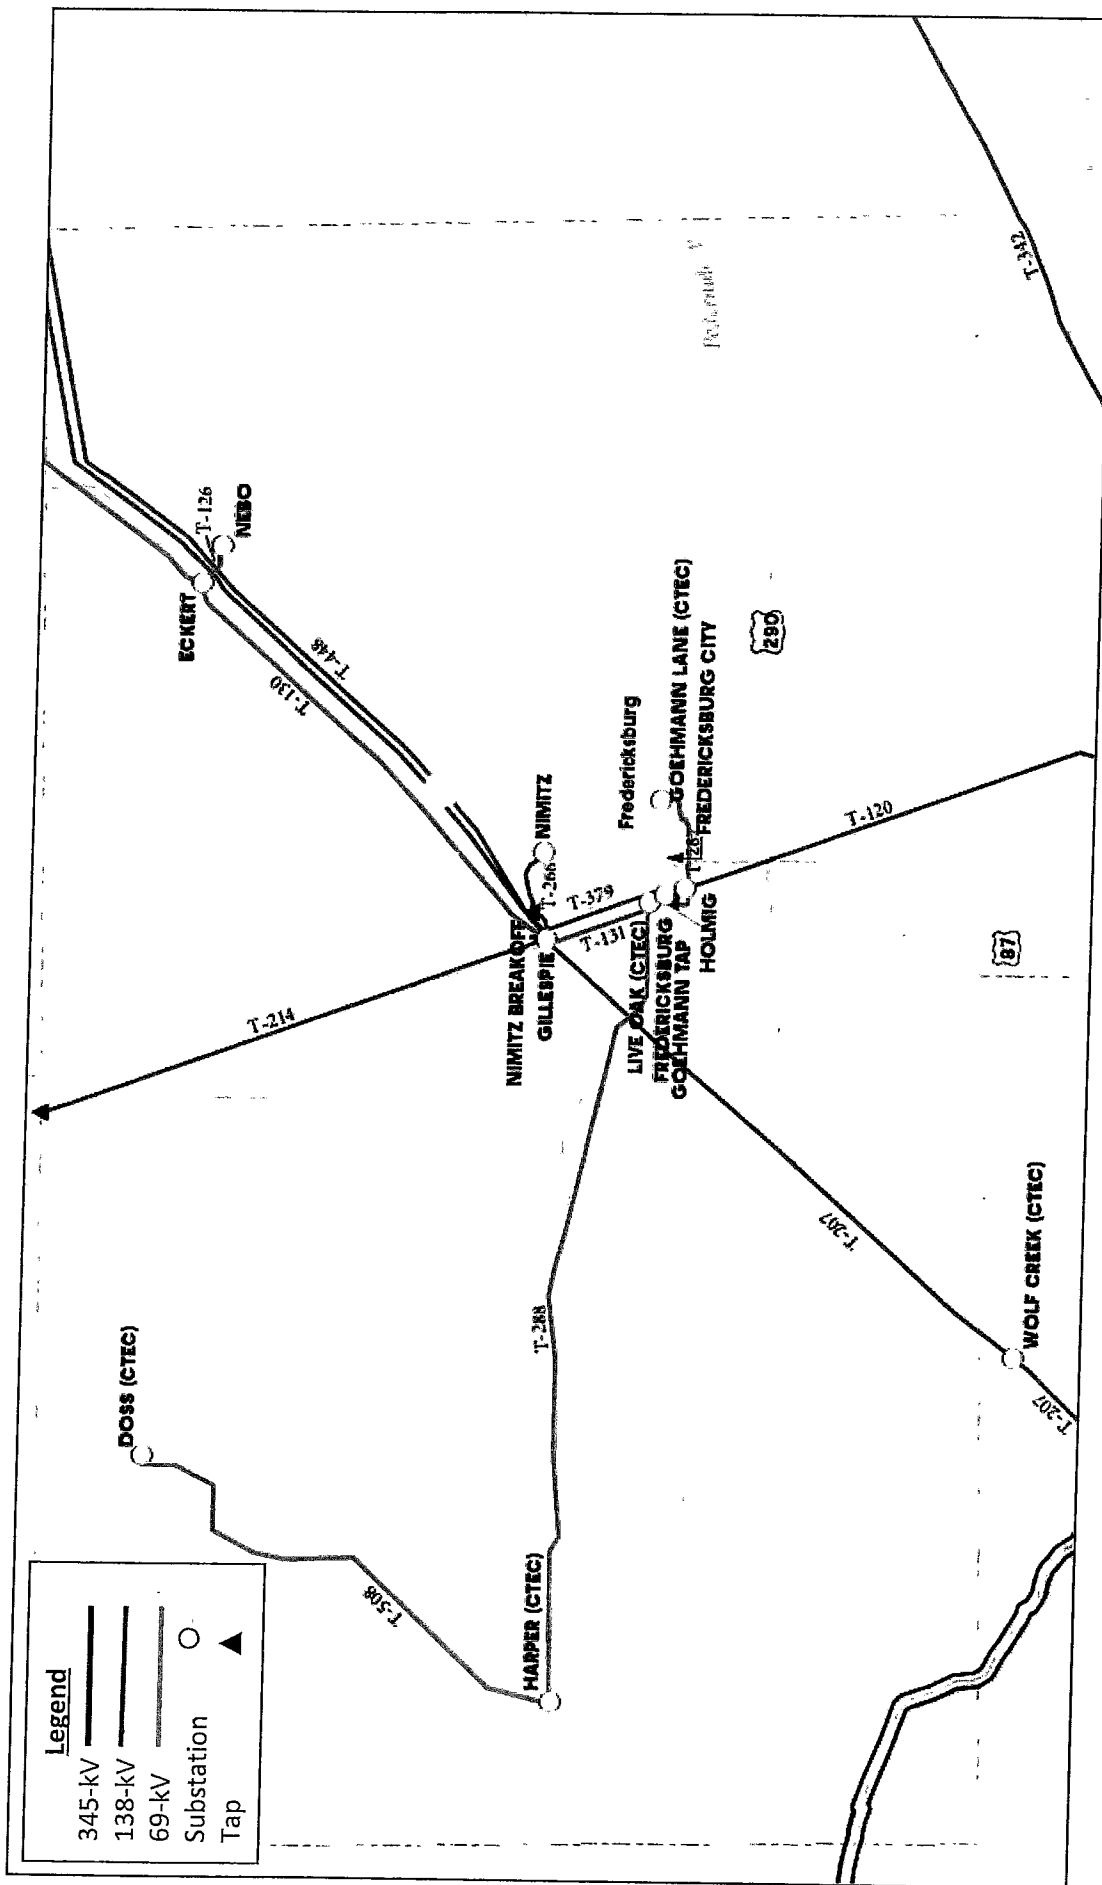 Legend
345-kV
138-kV
69-kV
Substation
Tap
DOSS (CTEC)
T-508
HARPER (CTEC)
T-288
T-214
T-207
WOLF CREEK (CTEC)
T-207
NIMITZ BREAKOFF
GILLESPIE
LIVE OAK (CTEC)
FREDERICKSBURG
GOEHMANN TAP
HOLMIG
T-131
T-379
T-266
NIMITZ
Fredericksburg
GOEHMANN LANE (CTEC)
FREDERICKSBURG CITY
T-120
87
290
ECKERT
T-130
T-448
T-126
NEBO
T-342